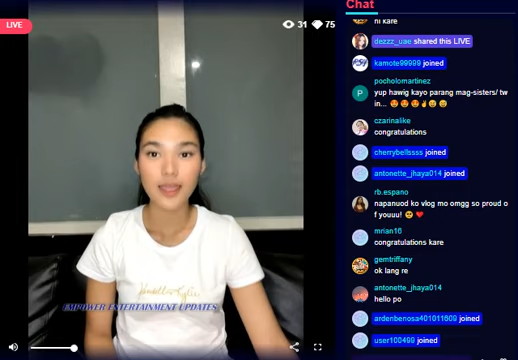 LIVE
31 75
EMPOWER ENTERTAINMENT UPDATES
Chat
hi kare
dezzz_uae shared this LIVE
kamote99999 joined
pocholomartinez
P
yup hawig kayo parang mag-sisters/ tw
in... 😍😍😍✌😄😄
czarinalike
congratulations
cherrybellssss joined
antonette_jhaya014 joined
rb.espano
napanuod ko vlog mo omgg so proud o
f youuu! 🥺❤️
mrian16
congratulations kare
gemtriffany
ok lang re
antonette_jhaya014
hello po
ardenbenosa401011609 joined
user100499 joined